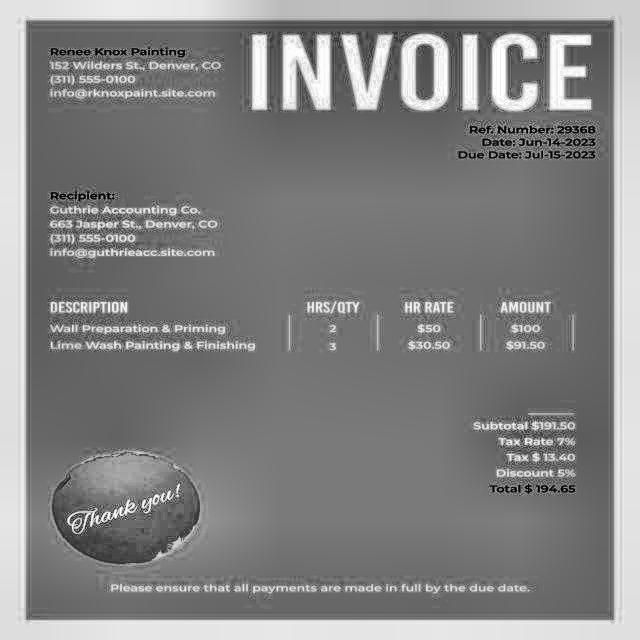 Renee Knox Painting
152 Wilders St., Denver, CO
(311) 555-0100
info@rknoxpaint.site.com
INVOICE
Ref. Number: 29368
Date: Jun-14-2023
Due Date: Jul-15-2023
Recipient:
Guthrie Accounting Co.
663 Jasper St., Denver, CO
(311) 555-0100
info@guthrieacc.site.com
DESCRIPTION HRS/QTY HR RATE AMOUNT
Wall Preparation & Priming 2 $50 $100
Lime Wash Painting & Finishing 3 $30.50 $91.50
Subtotal $191.50
Tax Rate 7%
Tax $ 13.40
Discount 5%
Total $ 194.65
Thank you!
Please ensure that all payments are made in full by the due date.